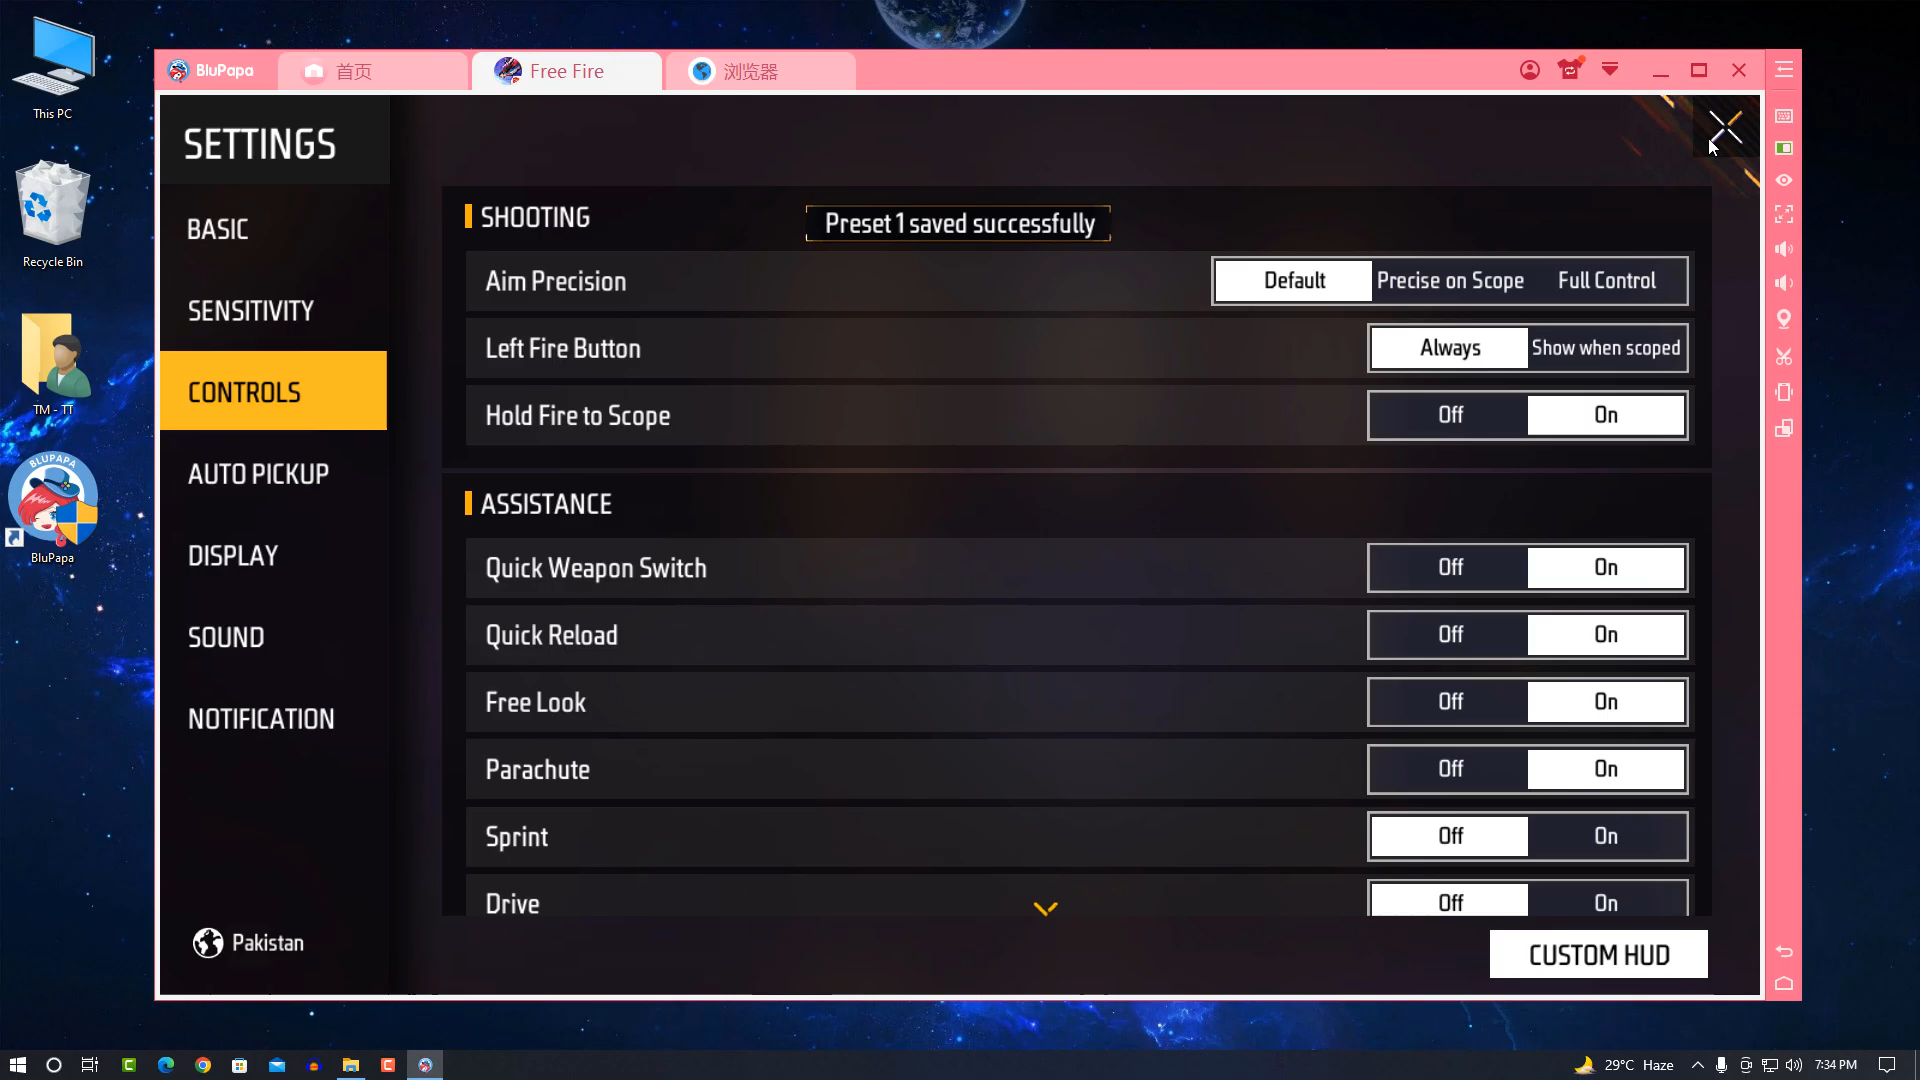 This PC
Recycle Bin
TM - TT
BLUPAPA
BluPapa
BluPapa
首页
Free Fire
浏览器
SETTINGS
BASIC
SENSITIVITY
CONTROLS
AUTO PICKUP
DISPLAY
SOUND
NOTIFICATION
Pakistan
SHOOTING
Preset 1 saved successfully
Aim Precision
Default
Precise on Scope
Full Control
Left Fire Button
Always
Show when scoped
Hold Fire to Scope
Off
On
ASSISTANCE
Quick Weapon Switch
Off
On
Quick Reload
Off
On
Free Look
Off
On
Parachute
Off
On
Sprint
Off
On
Drive
Off
On
CUSTOM HUD
29°C Haze
7:34 PM